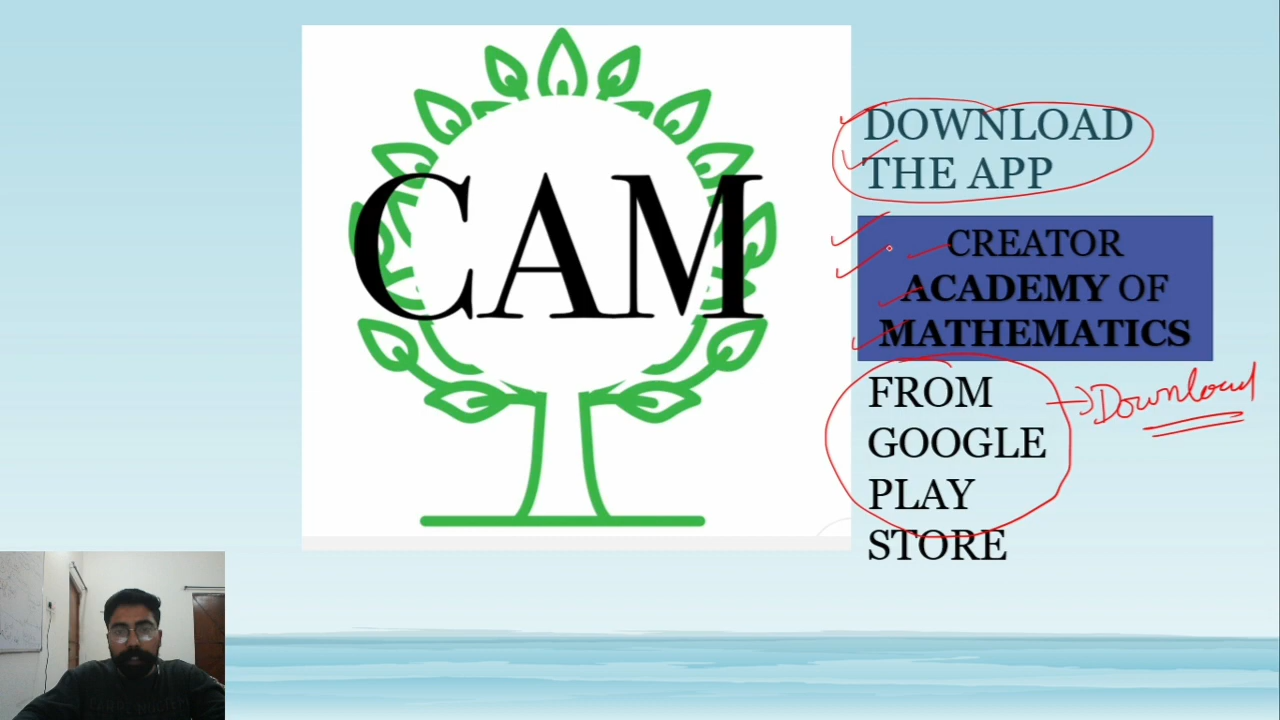 CAM
DOWNLOAD
THE APP
CREATOR
ACADEMY OF
MATHEMATICS
FROM
GOOGLE
PLAY
STORE
Download